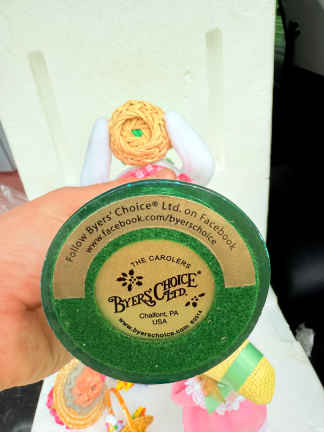 Follow Byers' Choice® Ltd. on Facebook
www.facebook.com/byerschoice
THE CAROLERS
BYERS' CHOICE®
LTD.
Chalfont, PA
USA
www.byerschoice.com ©2014